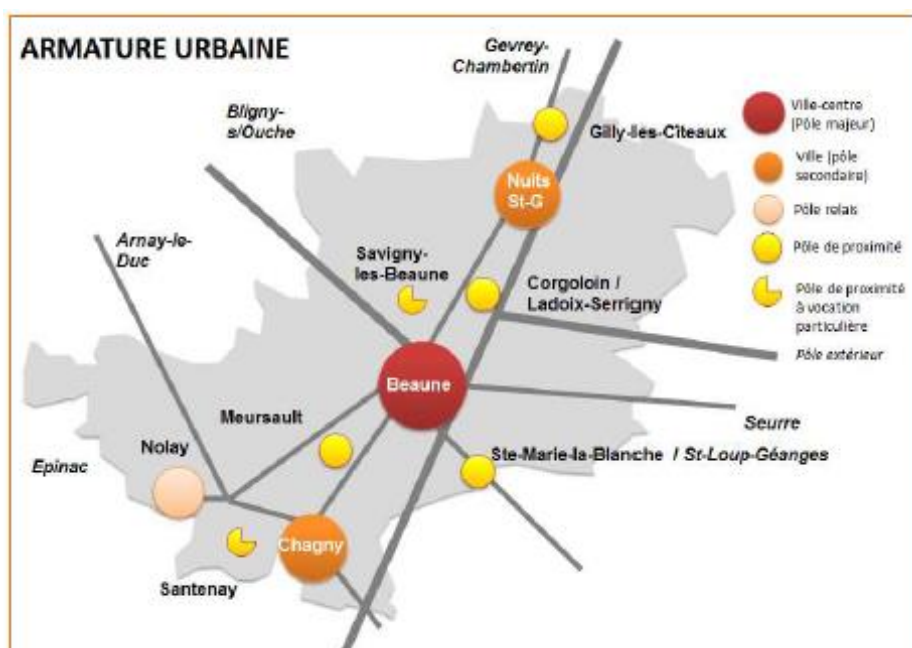 ARMATURE URBAINE
Gevrey-
Chambertin
Bligny-
s/Ouche
Gilly-lès-Cîteaux
Nuits
St-G
Arnay-le-
Duc
Savigny-
les-Beaune
Corgoloin /
Ladoix-Serrigny
Beaune
Meursault
Seurre
Epinac
Nolay
Ste-Marie-la-Blanche / St-Loup-Géanges
Chagny
Santenay
Ville-centre
(Pôle majeur)
Ville (pôle
secondaire)
Pôle relais
Pôle de proximité
Pôle de proximité
à vocation
particulière
Pôle extérieur